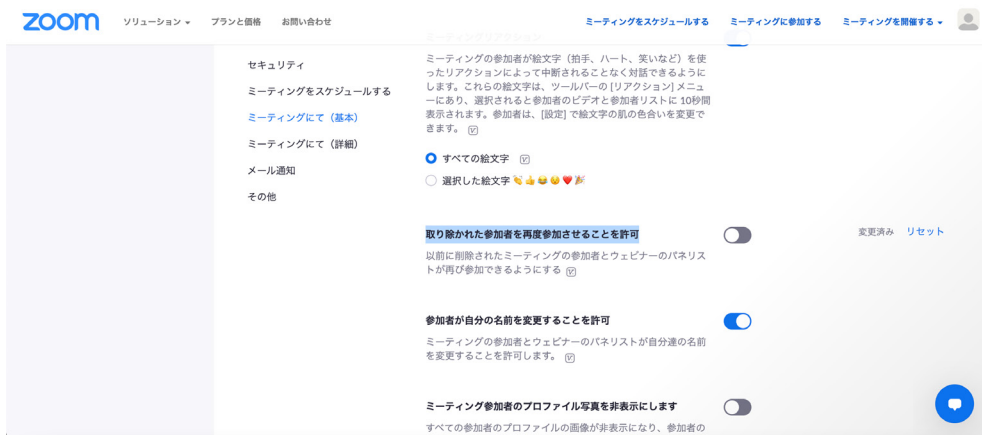 zoom
ソリューション
プランと価格
お問い合わせ
ミーティングをスケジュールする
ミーティングに参加する
ミーティングを開催する
セキュリティ
ミーティングをスケジュールする
ミーティングにて（基本）
ミーティングにて（詳細）
メール通知
その他
ミーティングリアクション
ミーティングの参加者が絵文字（拍手、ハート、笑いなど）を使
ったリアクションによって中断されることなく対話できるように
します。これらの絵文字は、ツールバーの [リアクション] メニュ
ーにあり、選択されると参加者のビデオと参加者リストに 10秒間
表示されます。参加者は、[設定] で絵文字の肌の色合いを変更で
きます。
すべての絵文字
選択した絵文字 👏👍😂😯❤️🎉
取り除かれた参加者を再度参加させることを許可
変更済み リセット
以前に削除されたミーティングの参加者とウェビナーのパネリス
トが再び参加できるようにする
参加者が自分の名前を変更することを許可
ミーティングの参加者とウェビナーのパネリストが自分達の名前
を変更することを許可します。
ミーティング参加者のプロファイル写真を非表示にします
すべての参加者のプロファイルの画像が非表示になり、参加者の